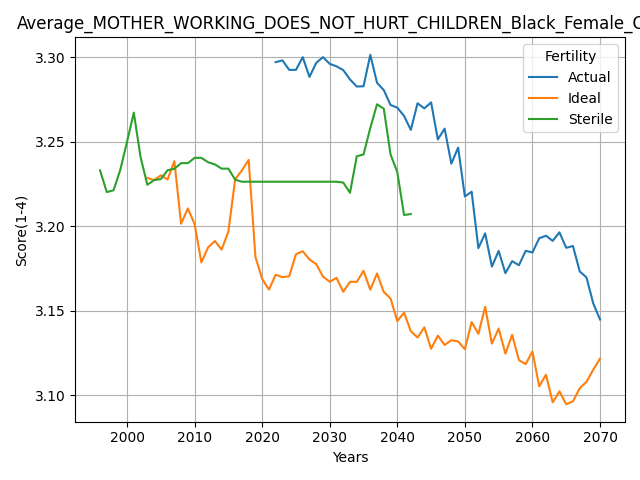 Average_MOTHER_WORKING_DOES_NOT_HURT_CHILDREN_Black_Female_
Fertility
Actual
Ideal
Sterile
3.30
3.25
3.20
3.15
3.10
Score(1-4)
2000 2010 2020 2030 2040 2050 2060 2070
Years